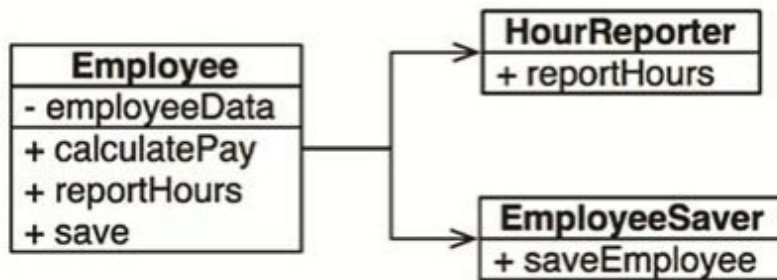 Employee
- employeeData
+ calculatePay
+ reportHours
+ save
HourReporter
+ reportHours
EmployeeSaver
+ saveEmployee